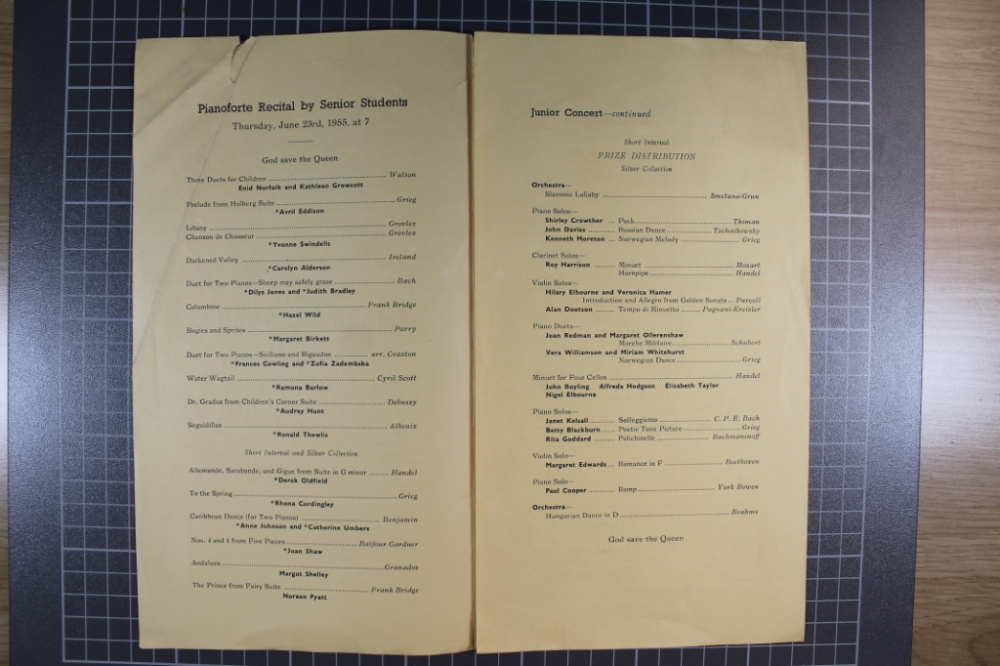 Pianoforte Recital by Senior Students
Thursday, June 23rd, 1955, at 7
God save the Queen
Three Duets for Children ........ Walton
Enid Norfolk and Kathleen Growcott
Prelude from Holberg Suite ........ Grieg
*Avril Eddison
Litany ........ Grovlez
Chanson de Chasseur ........ Grovlez
*Yvonne Swindells
Darkened Valley ........ Ireland
*Carolyn Alderson
Duet for Two Pianos—Sheep may safely graze ........ Bach
*Dilys Jones and *Judith Bradley
Columbine ........ Frank Bridge
*Hazel Wild
Bogies and Sprites ........ Parry
*Margaret Birkett
Duet for Two Pianos—Siciliano and Rigaudon ........ arr. Craxton
*Frances Cowling and *Zofia Zadembska
Water Wagtail ........ Cyril Scott
*Ramona Barlow
Dr. Gradus from Children's Corner Suite ........ Debussy
*Audrey Hunt
Seguidillas ........ Albeniz
*Ronald Thewlis
Short Interval and Silver Collection
Allemande, Sarabande, and Gigue from Suite in G minor ........ Handel
*Derek Oldfield
To the Spring ........ Grieg
*Rhona Cordingley
Caribbean Dance (for Two Pianos) ........ Benjamin
*Anne Johnson and *Catherine Umbers
Nos. 4 and 1 from Five Pieces ........ Balfour Gardner
*Joan Shaw
Andaluza ........ Granados
Margot Shelley
The Prince from Fairy Suite ........ Frank Bridge
Noreen Pyatt
Junior Concert—continued
Short Interval
PRIZE DISTRIBUTION
Silver Collection
Orchestra—
Slavonic Lullaby ........ Smetana-Grun
Piano Solos—
Shirley Crowther ... Puck ........ Thiman
John Davies ........ Russian Dance ........ Tschaikowsky
Kenneth Moreton ... Norwegian Melody ........ Grieg
Clarinet Solos—
Roy Harrison ........ Minuet ........ Mozart
Hornpipe ........ Handel
Violin Solos—
Hilary Elbourne and Veronica Hamer
Introduction and Allegro from Golden Sonata ... Purcell
Alan Dootson ........ Tempo di Minuetto ........ Pugnani-Kreisler
Piano Duets—
Joan Redman and Margaret Ollerenshaw
Marche Militaire ........ Schubert
Vera Williamson and Miriam Whitehurst
Norwegian Dance ........ Grieg
Minuet for Four Cellos ........ Handel
John Boyling Alfreda Hodgson Elizabeth Taylor
Nigel Elbourne
Piano Solos—
Janet Kelsall ........ Solfeggietto ........ C. P. E. Bach
Betty Blackburn ...... Poetic Tone Picture ........ Grieg
Rita Goddard ........ Polichinelle ........ Rachmaninoff
Violin Solo—
Margaret Edwards ... Romance in F ........ Beethoven
Piano Solo—
Paul Cooper ........ Romp ........ York Bowen
Orchestra—
Hungarian Dance in D ........ Brahms
God save the Queen